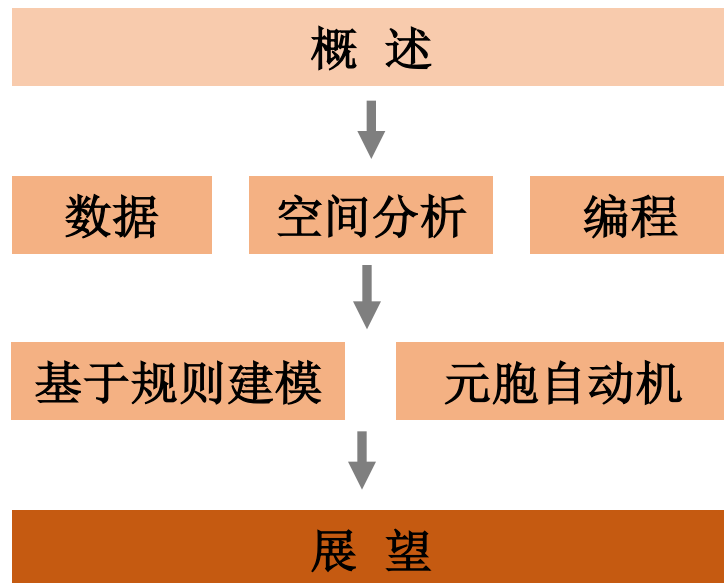 概 述
数据 空间分析 编程
基于规则建模 元胞自动机
展 望